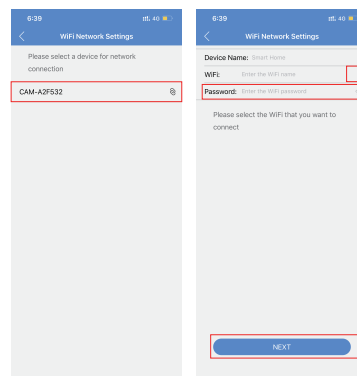 6:39
4G
WiFi Network Settings
Please select a device for network
connection
CAM-A2F532
6:39
4G
WiFi Network Settings
Device Name: Smart Home
WiFi: Enter the WiFi name
Password: Enter the WiFi password
Please select the WiFi that you want to
connect
NEXT